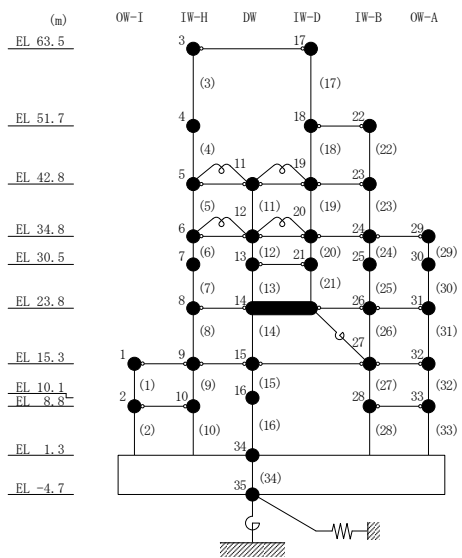 (m) OW-I IW-H DW IW-D IW-B OW-A
EL 63.5 3 17
(3) (17)
EL 51.7 4 18 22
(4) 11 19 (18) (22)
EL 42.8 5 23
(5) 12 (11) 20 (19) (23)
EL 34.8 6 24 29
(6) (12) (20) (24) (29)
EL 30.5 7 13 21 25 30
(7) (13) (21) (25) (30)
EL 23.8 8 14 26 31
(8) (14) 27 (26) (31)
EL 15.3 1 9 15 32
(1) (9) (15) (27) (32)
EL 10.1 16
EL 8.8 2 10 28 33
(2) (10) (16) (28) (33)
EL 1.3 34
(34)
EL -4.7 35